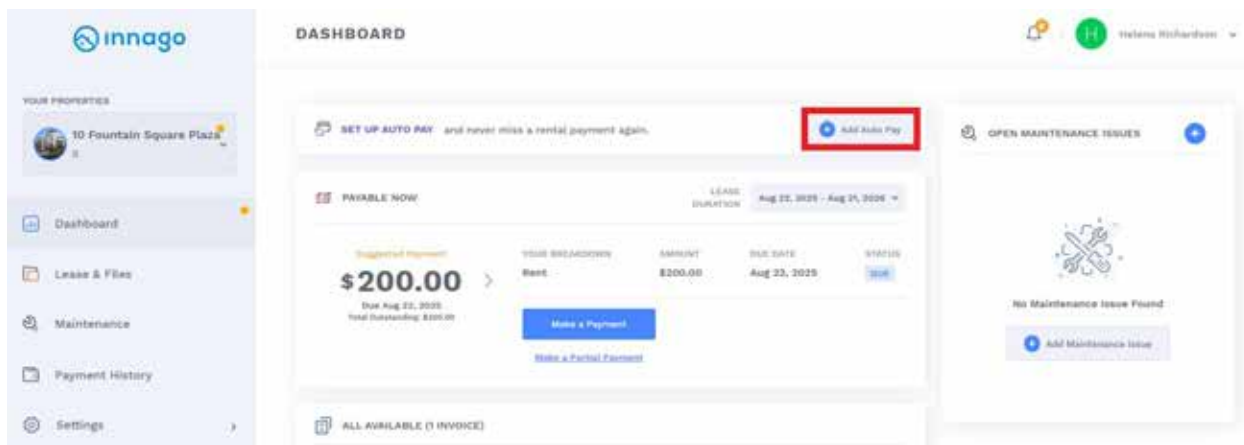 innago
DASHBOARD
H
Helena Richardson
YOUR PROPERTIES
10 Fountain Square Plaza
Dashboard
Lease & Files
Maintenance
Payment History
Settings
SET UP AUTO PAY and never miss a rental payment again.
Add Auto Pay
PAYABLE NOW
LEASE DURATION
Aug 22, 2025 - Aug 21, 2026
Suggested Payment
$200.00
Due Aug 22, 2025
Total Outstanding: $200.00
YOUR BREAKDOWN AMOUNT DUE DATE STATUS
Rent $200.00 Aug 23, 2025 DUE
Make a Payment
Make a Partial Payment
ALL AVAILABLE (1 INVOICE)
OPEN MAINTENANCE ISSUES
No Maintenance Issue Found
Add Maintenance Issue